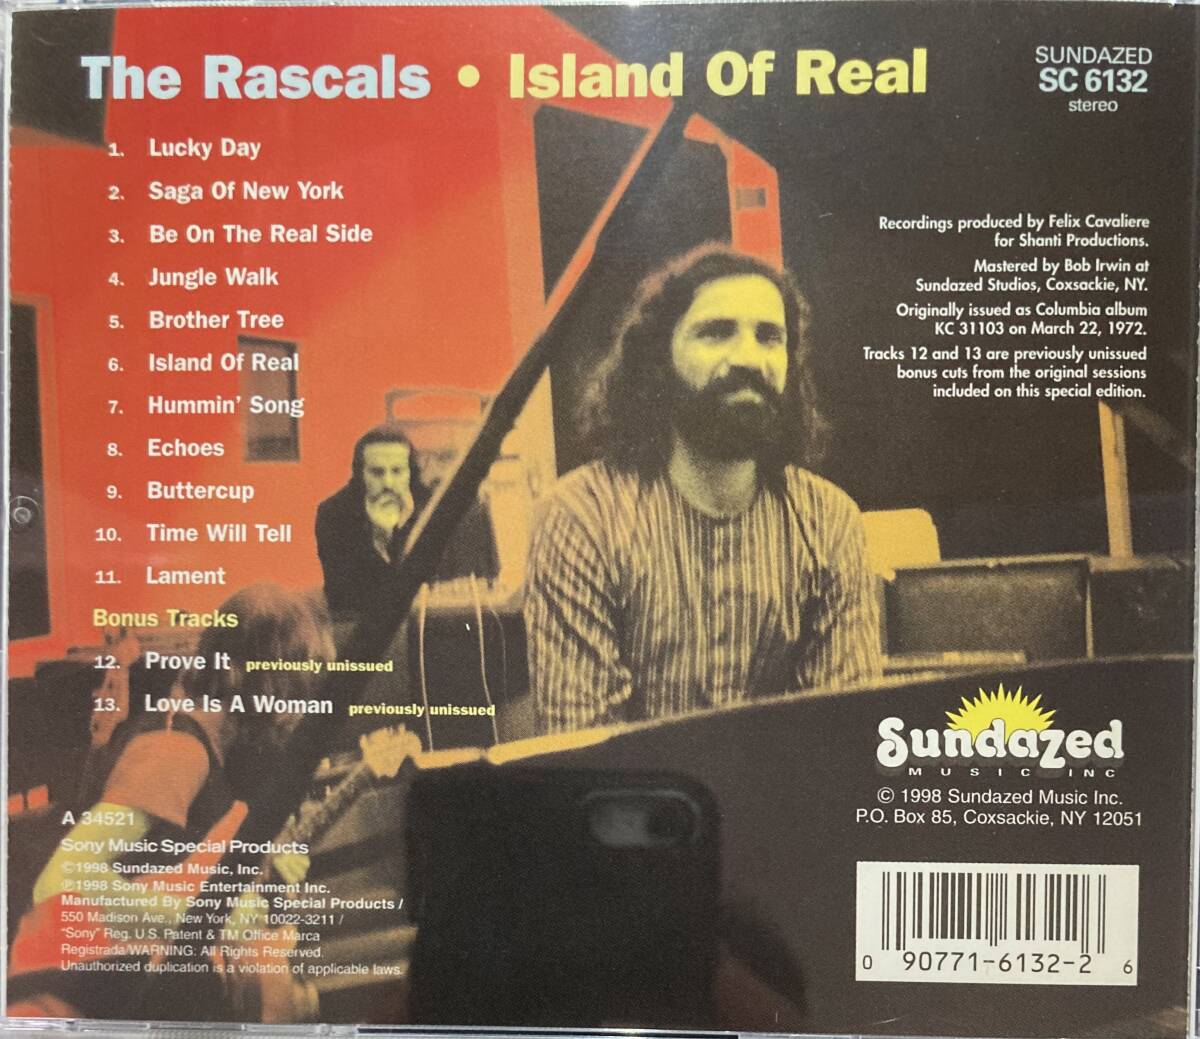 The Rascals • Island Of Real
SUNDAZED
SC 6132
stereo
1. Lucky Day
2. Saga Of New York
3. Be On The Real Side
4. Jungle Walk
5. Brother Tree
6. Island Of Real
7. Hummin' Song
8. Echoes
9. Buttercup
10. Time Will Tell
11. Lament
Bonus Tracks
12. Prove It previously unissued
13. Love Is A Woman previously unissued
Recordings produced by Felix Cavaliere
for Shanti Productions.
Mastered by Bob Irwin at
Sundazed Studios, Coxsackie, NY.
Originally issued as Columbia album
KC 31103 on March 22, 1972.
Tracks 12 and 13 are previously unissued
bonus cuts from the original sessions
included on this special edition.
Sundazed
MUSIC INC
© 1998 Sundazed Music Inc.
P.O. Box 85, Coxsackie, NY 12051
A 34521
Sony Music Special Products
©1998 Sundazed Music, Inc.
℗1998 Sony Music Entertainment Inc.
Manufactured By Sony Music Special Products /
550 Madison Ave., New York, NY 10022-3211 /
"Sony" Reg. U.S. Patent & TM Office Marca
Registrada/WARNING: All Rights Reserved.
Unauthorized duplication is a violation of applicable laws.
0 90771-6132-2 6